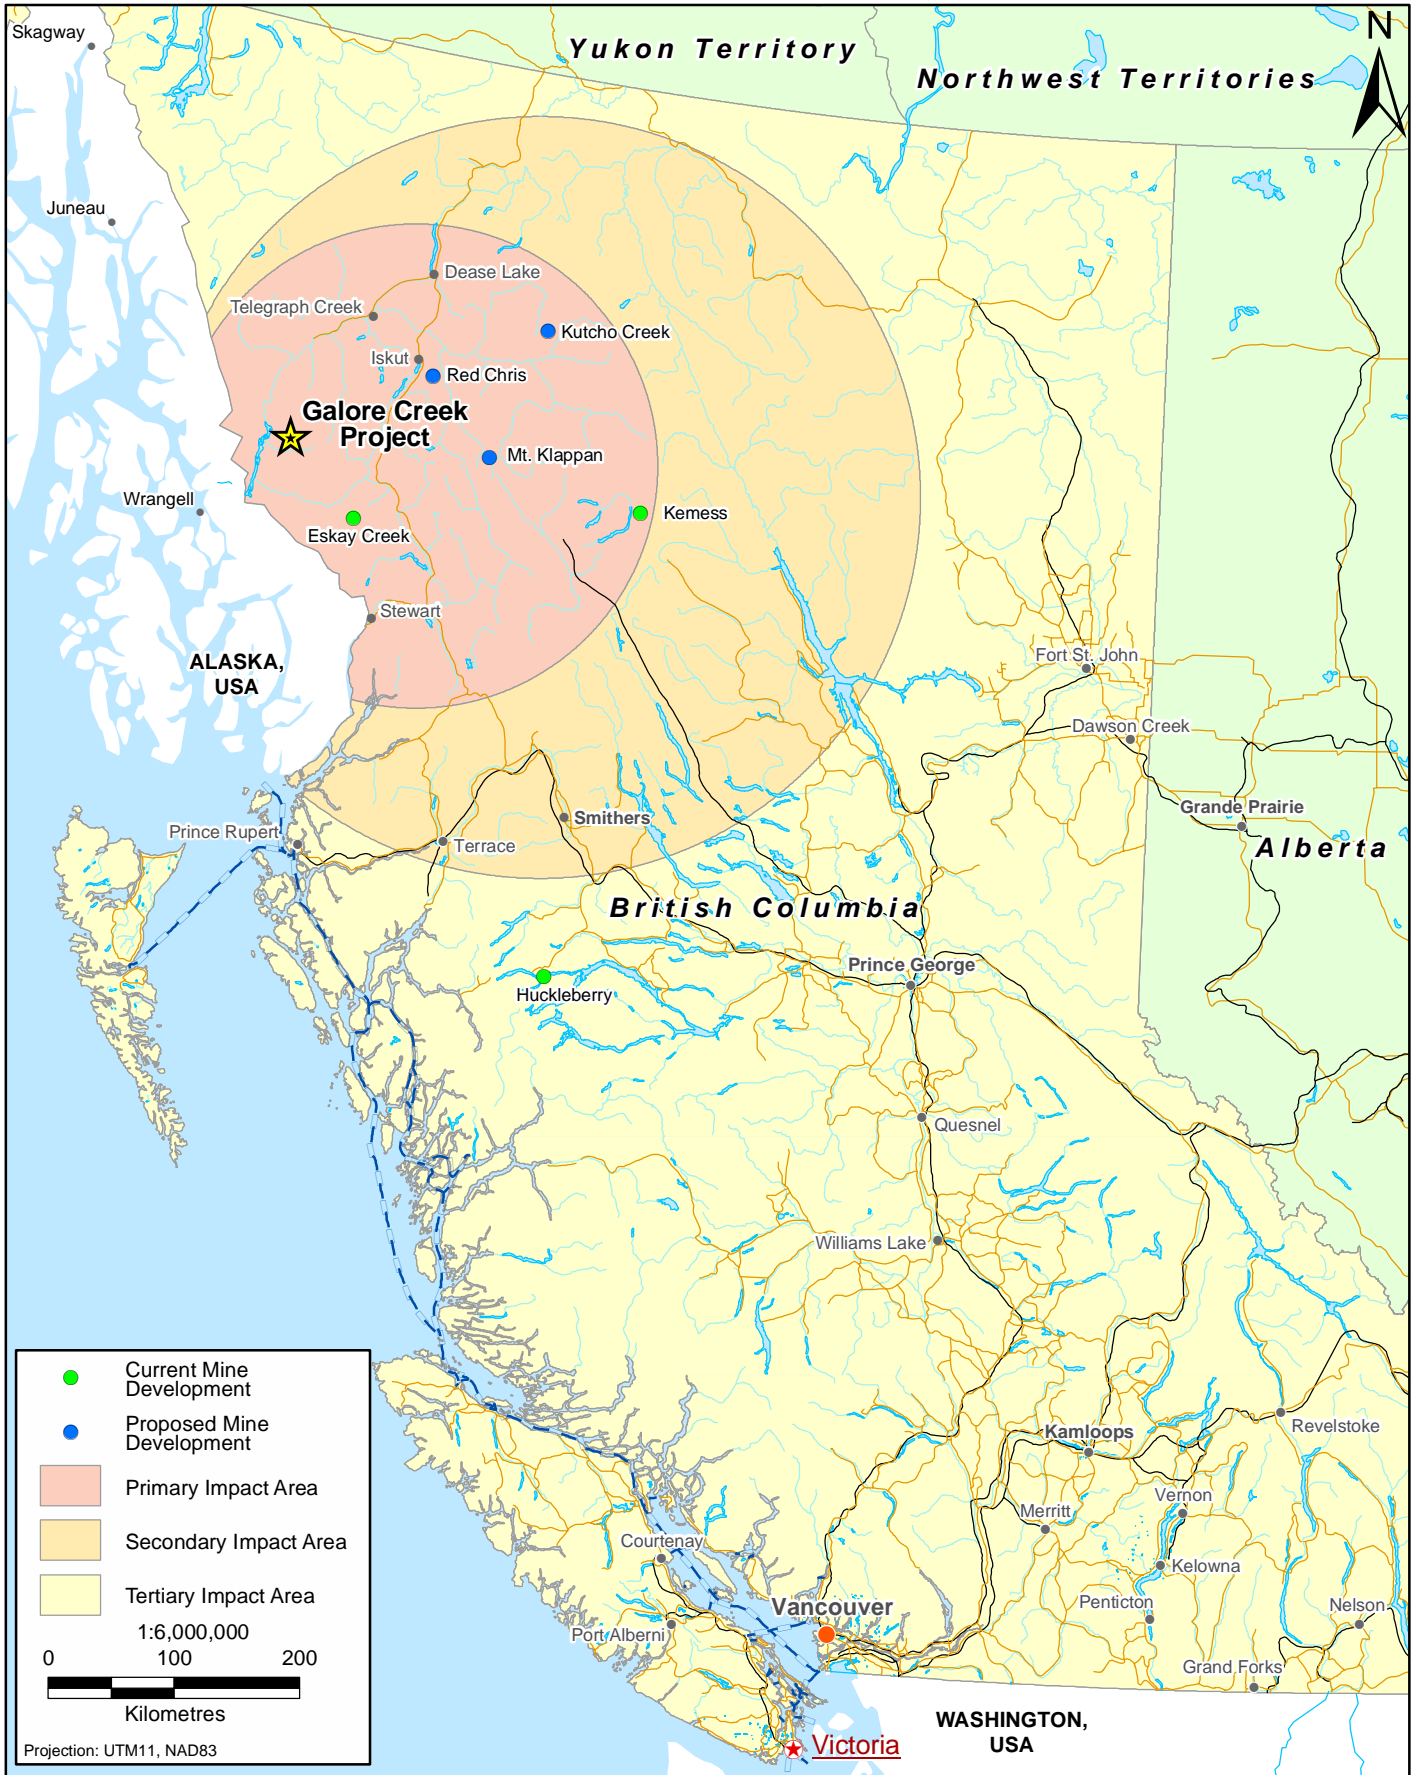 Skagway
Yukon Territory
N
Northwest Territories
Juneau
Dease Lake
Telegraph Creek
Kutcho Creek
Iskut
Red Chris
Galore Creek
Project
Mt. Klappan
Wrangell
Kemess
Eskay Creek
Stewart
ALASKA,
USA
Fort St. John
Dawson Creek
Grande Prairie
Smithers
Prince Rupert
Terrace
Alberta
British Columbia
Prince George
Huckleberry
Quesnel
Williams Lake
Current Mine
Development
Proposed Mine
Development
Primary Impact Area
Secondary Impact Area
Tertiary Impact Area
1:6,000,000
0 100 200
Kilometres
Projection: UTM11, NAD83
Revelstoke
Kamloops
Vernon
Merritt
Courtenay
Kelowna
Penticton
Nelson
Vancouver
Port Alberni
Grand Forks
WASHINGTON,
USA
Victoria